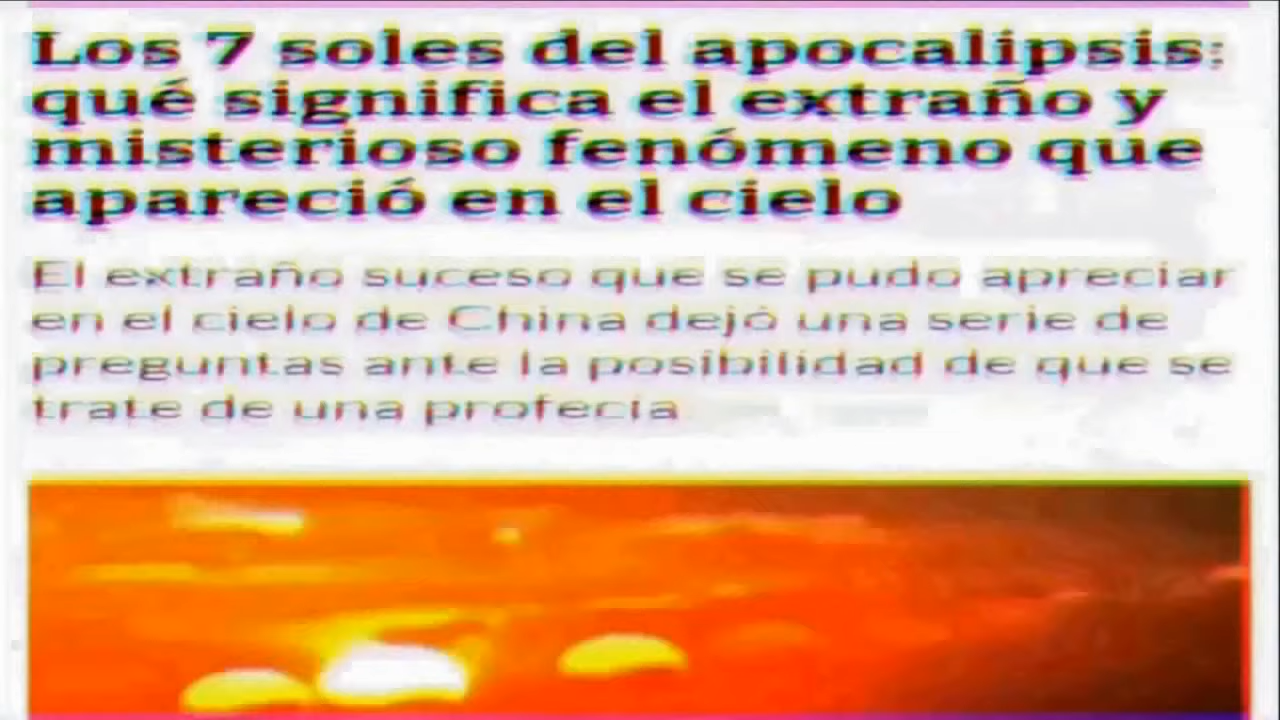 Los 7 soles del apocalipsis:
qué significa el extraño y
misterioso fenómeno que
apareció en el cielo
El extraño suceso que se pudo apreciar
en el cielo de China dejó una serie de
preguntas ante la posibilidad de que se
trate de una profecía